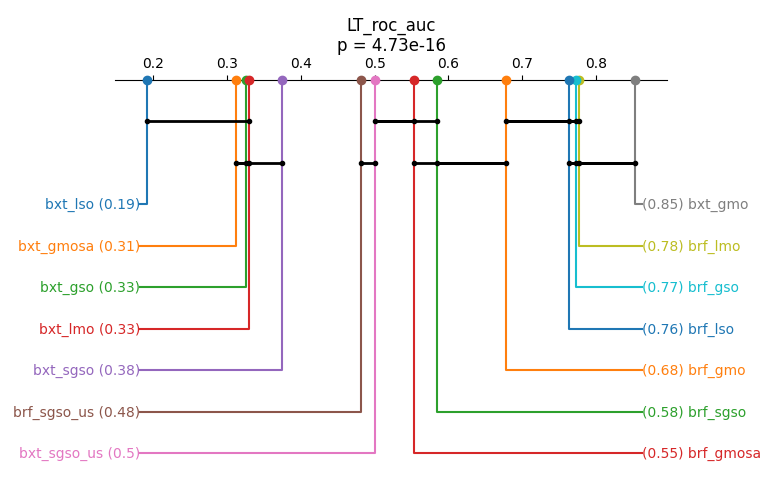 LT_roc_auc
p = 4.73e-16
0.2 0.3 0.4 0.5 0.6 0.7 0.8
bxt_lso (0.19) (0.85) bxt_gmo
bxt_gmosa (0.31) (0.78) brf_lmo
bxt_gso (0.33) (0.77) brf_gso
bxt_lmo (0.33) (0.76) brf_lso
bxt_sgso (0.38) (0.68) brf_gmo
brf_sgso_us (0.48) (0.58) brf_sgso
bxt_sgso_us (0.5) (0.55) brf_gmosa